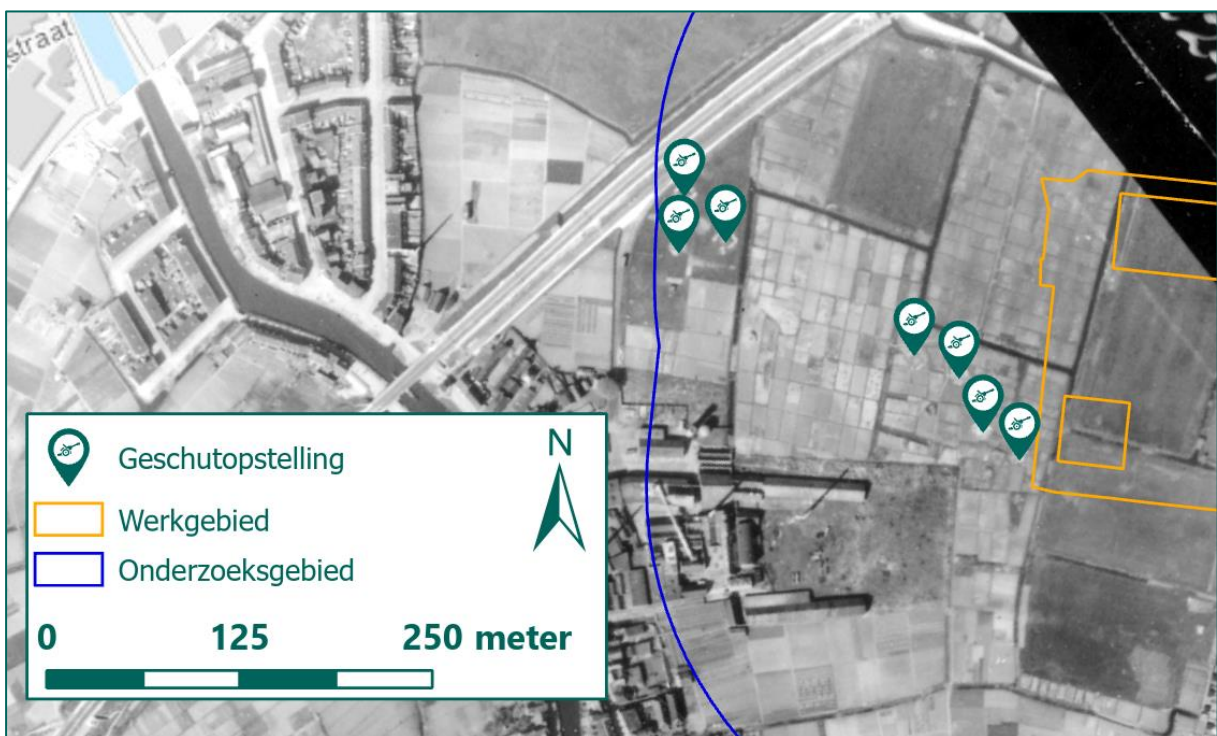 straat
Geschutopstelling
N
Werkgebied
Onderzoeksgebied
0 125 250 meter